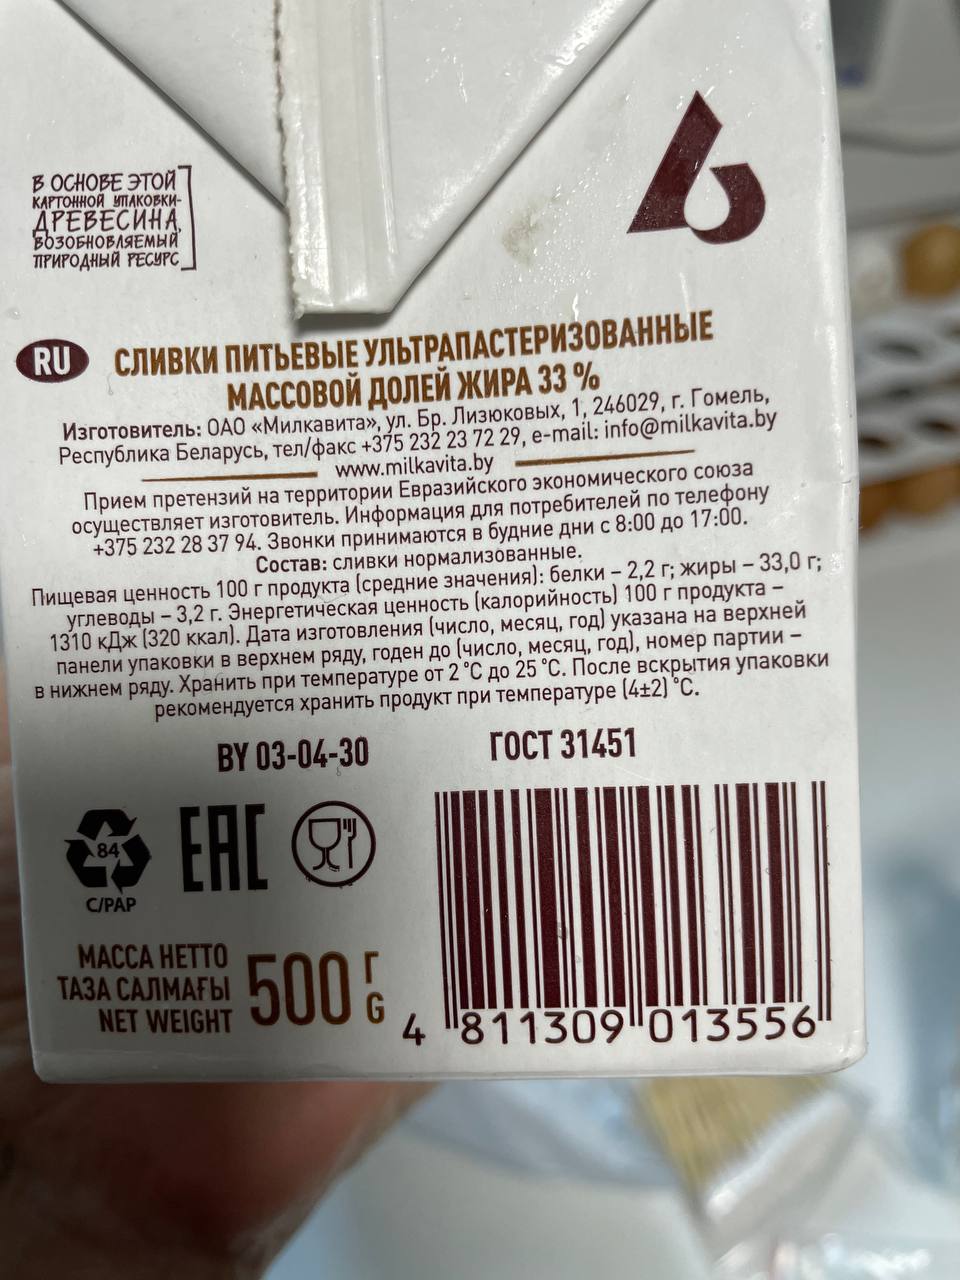 В ОСНОВЕ ЭТОЙ
КАРТОННОЙ УПАКОВКИ-
ДРЕВЕСИНА,
ВОЗОБНОВЛЯЕМЫЙ
ПРИРОДНЫЙ РЕСУРС
RU
СЛИВКИ ПИТЬЕВЫЕ УЛЬТРАПАСТЕРИЗОВАННЫЕ
МАССОВОЙ ДОЛЕЙ ЖИРА 33 %
Изготовитель: ОАО «Милкавита», ул. Бр. Лизюковых, 1, 246029, г. Гомель,
Республика Беларусь, тел/факс +375 232 23 72 29, e-mail: info@milkavita.by
www.milkavita.by
Прием претензий на территории Евразийского экономического союза
осуществляет изготовитель. Информация для потребителей по телефону
+375 232 28 37 94. Звонки принимаются в будние дни с 8:00 до 17:00.
Состав: сливки нормализованные.
Пищевая ценность 100 г продукта (средние значения): белки – 2,2 г; жиры – 33,0 г;
углеводы – 3,2 г. Энергетическая ценность (калорийность) 100 г продукта –
1310 кДж (320 ккал). Дата изготовления (число, месяц, год) указана на верхней
панели упаковки в верхнем ряду, годен до (число, месяц, год), номер партии –
в нижнем ряду. Хранить при температуре от 2 °С до 25 °С. После вскрытия упаковки
рекомендуется хранить продукт при температуре (4±2) °С.
BY 03-04-30
ГОСТ 31451
84
C/PAP
EAC
МАССА НЕТТО
ТАЗА САЛМАҒЫ
NET WEIGHT
500 Г
G
4 811309 013556